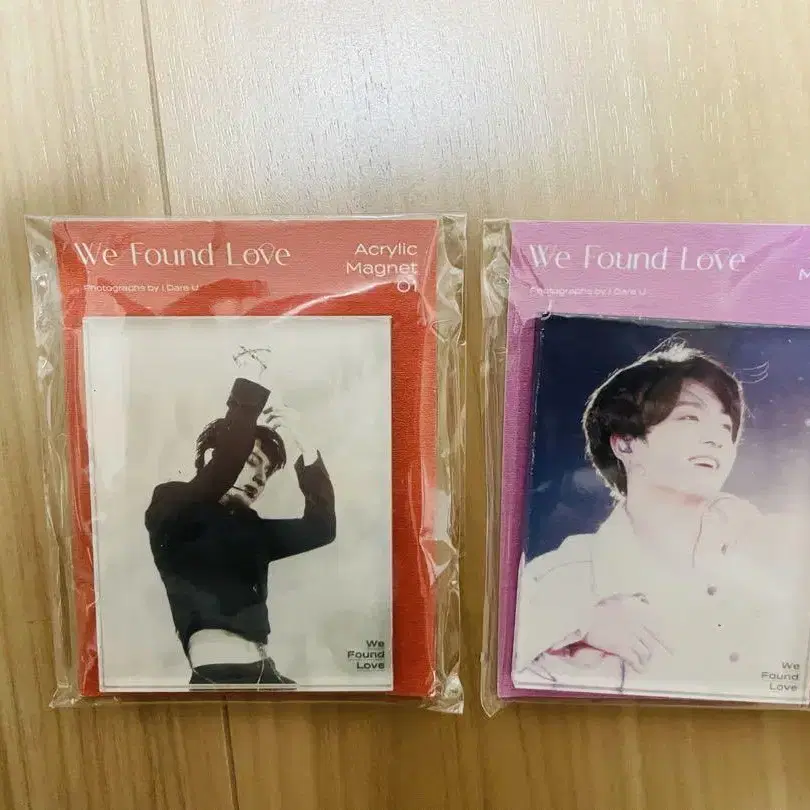 We Found Love
Acrylic
Magnet
01
Photographs by I Dare U
We
Found
Love
We Found Love
M
Photographs by I Dare U
We
Found
Love